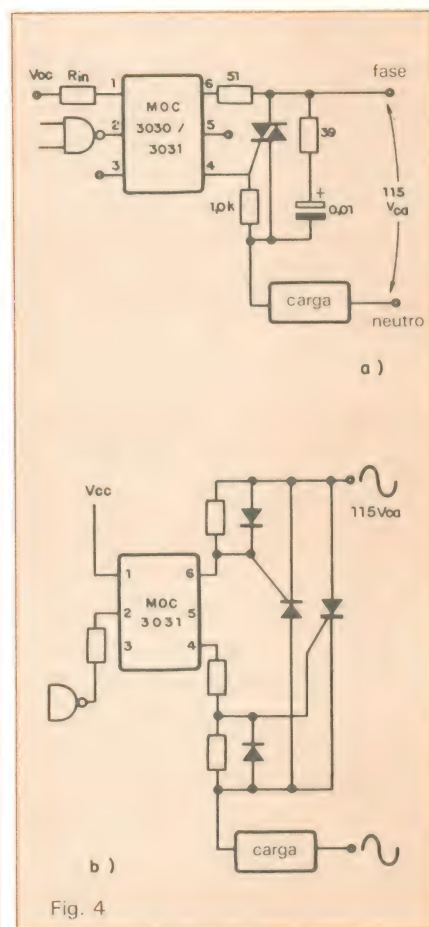 Vcc Rin 1 MOC 3030 / 3031 6 51 fase
2 5 39
3 4 1,0k + 0,01 115 Vca
carga neutro
a )
Vcc 115Vca
1 MOC 3031 6
2 5
3 4
carga
b )
Fig. 4